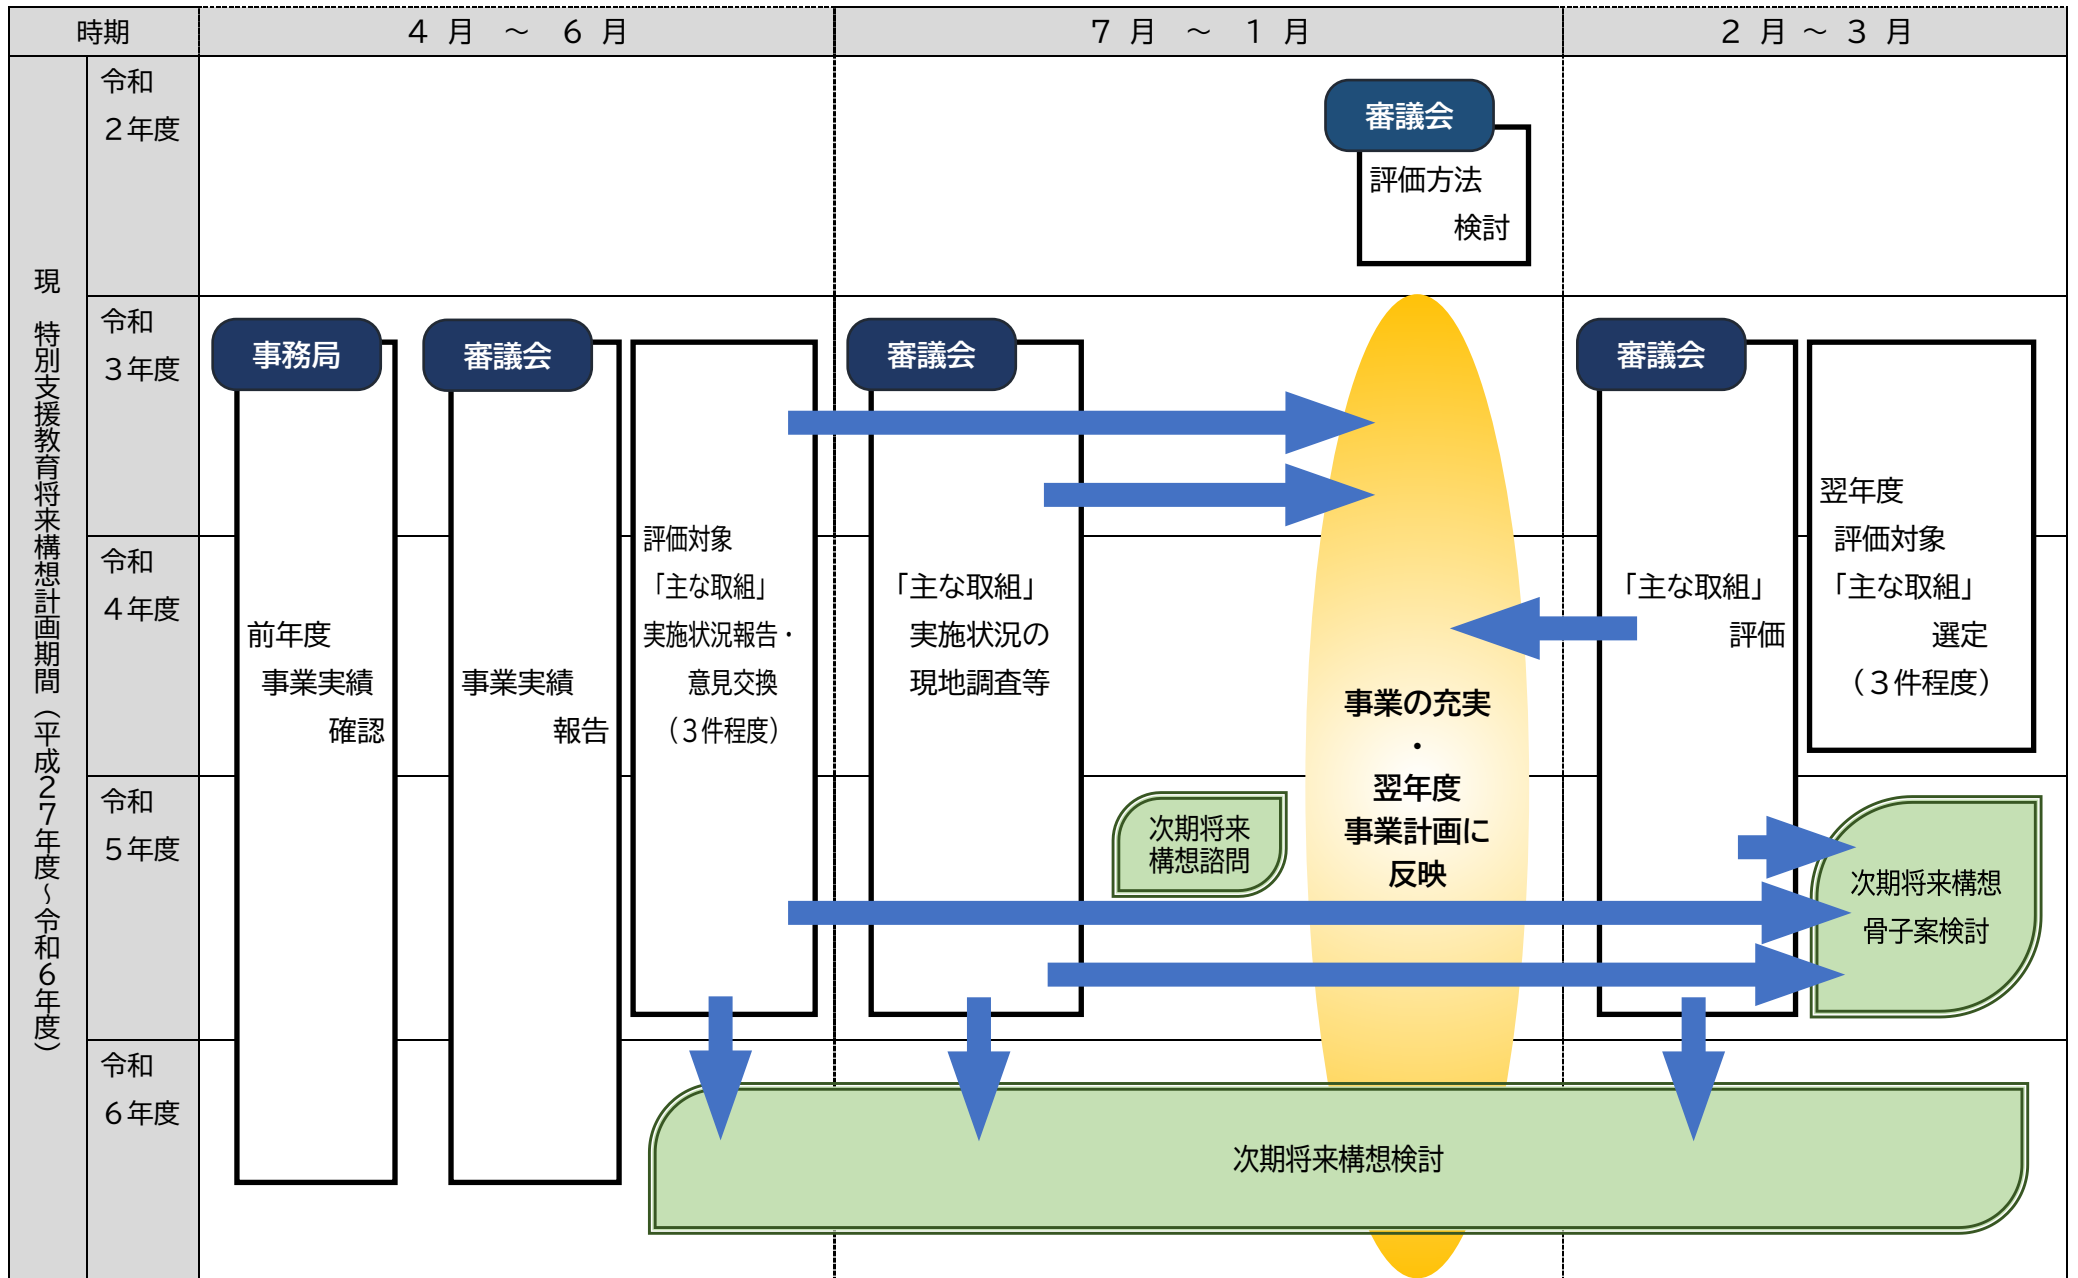 時期
４ 月 ～ ６ 月
７ 月 ～ １ 月
２ 月 ～ ３ 月
現 特別支援教育将来構想計画期間（平成２７年度～令和６年度）
令和
２年度
審議会
評価方法
検討
令和
３年度
事務局
前年度
事業実績
確認
審議会
事業実績
報告
評価対象
「主な取組」
実施状況報告・
意見交換
（３件程度）
審議会
「主な取組」
実施状況の
現地調査等
事業の充実
・
翌年度
事業計画に
反映
審議会
「主な取組」
評価
翌年度
評価対象
「主な取組」
選定
（３件程度）
令和
４年度
令和
５年度
次期将来
構想諮問
次期将来構想
骨子案検討
令和
６年度
次期将来構想検討